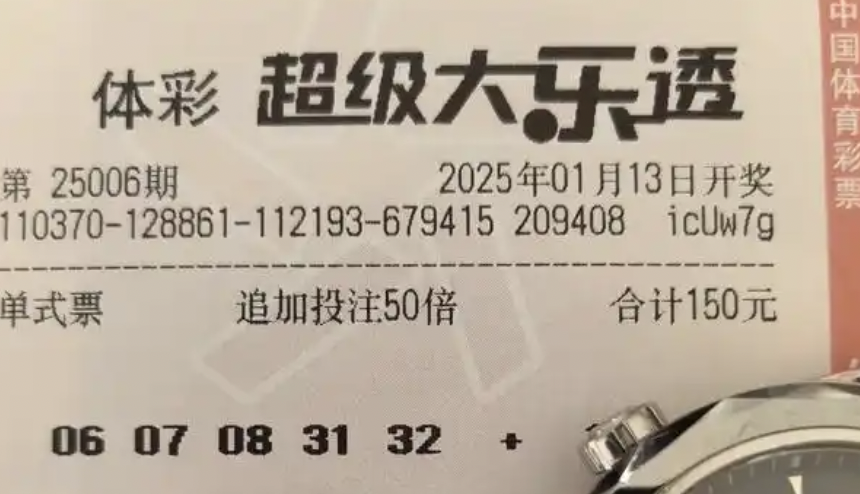 体彩 超级大乐透
第 25006期 2025年01月13日开奖
110370-128861-112193-679415 209408 icUw7g
单式票 追加投注50倍 合计150元
06 07 08 31 32 +
中国体育彩票